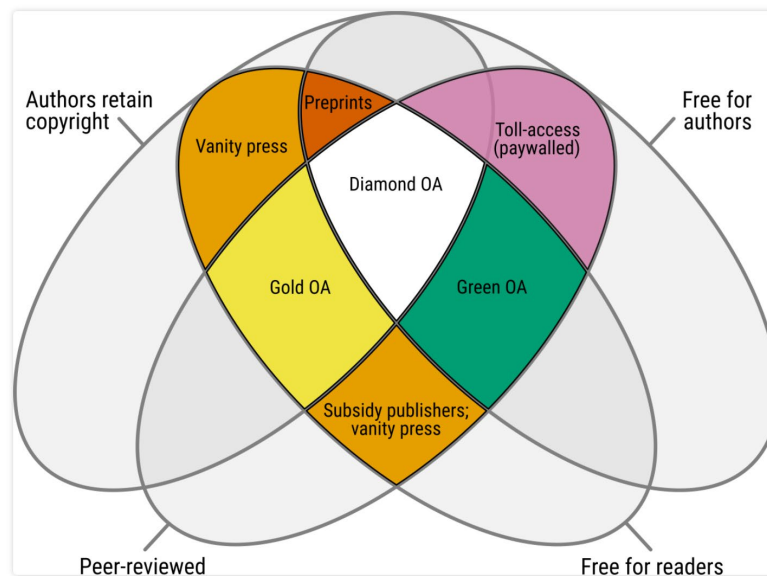 Authors retain
copyright
Free for
authors
Preprints
Vanity press
Toll-access
(paywalled)
Diamond OA
Gold OA
Green OA
Subsidy publishers;
vanity press
Peer-reviewed
Free for readers